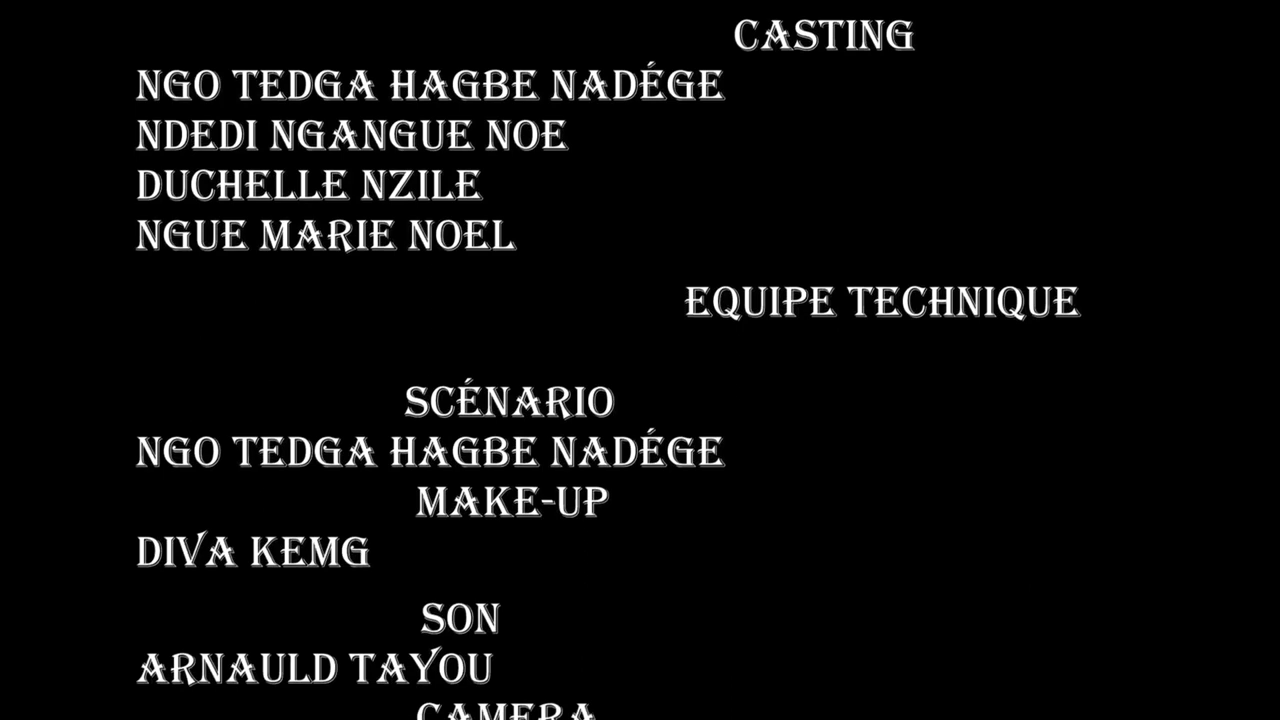 CASTING
NGO TEDGA HAGBE NADÉGE
NDEDI NGANGUE NOE
DUCHELLE NZILE
NGUE MARIE NOEL
EQUIPE TECHNIQUE
SCÉNARIO
NGO TEDGA HAGBE NADÉGE
MAKE-UP
DIVA KEMG
SON
ARNAULD TAYOU
CAMERA